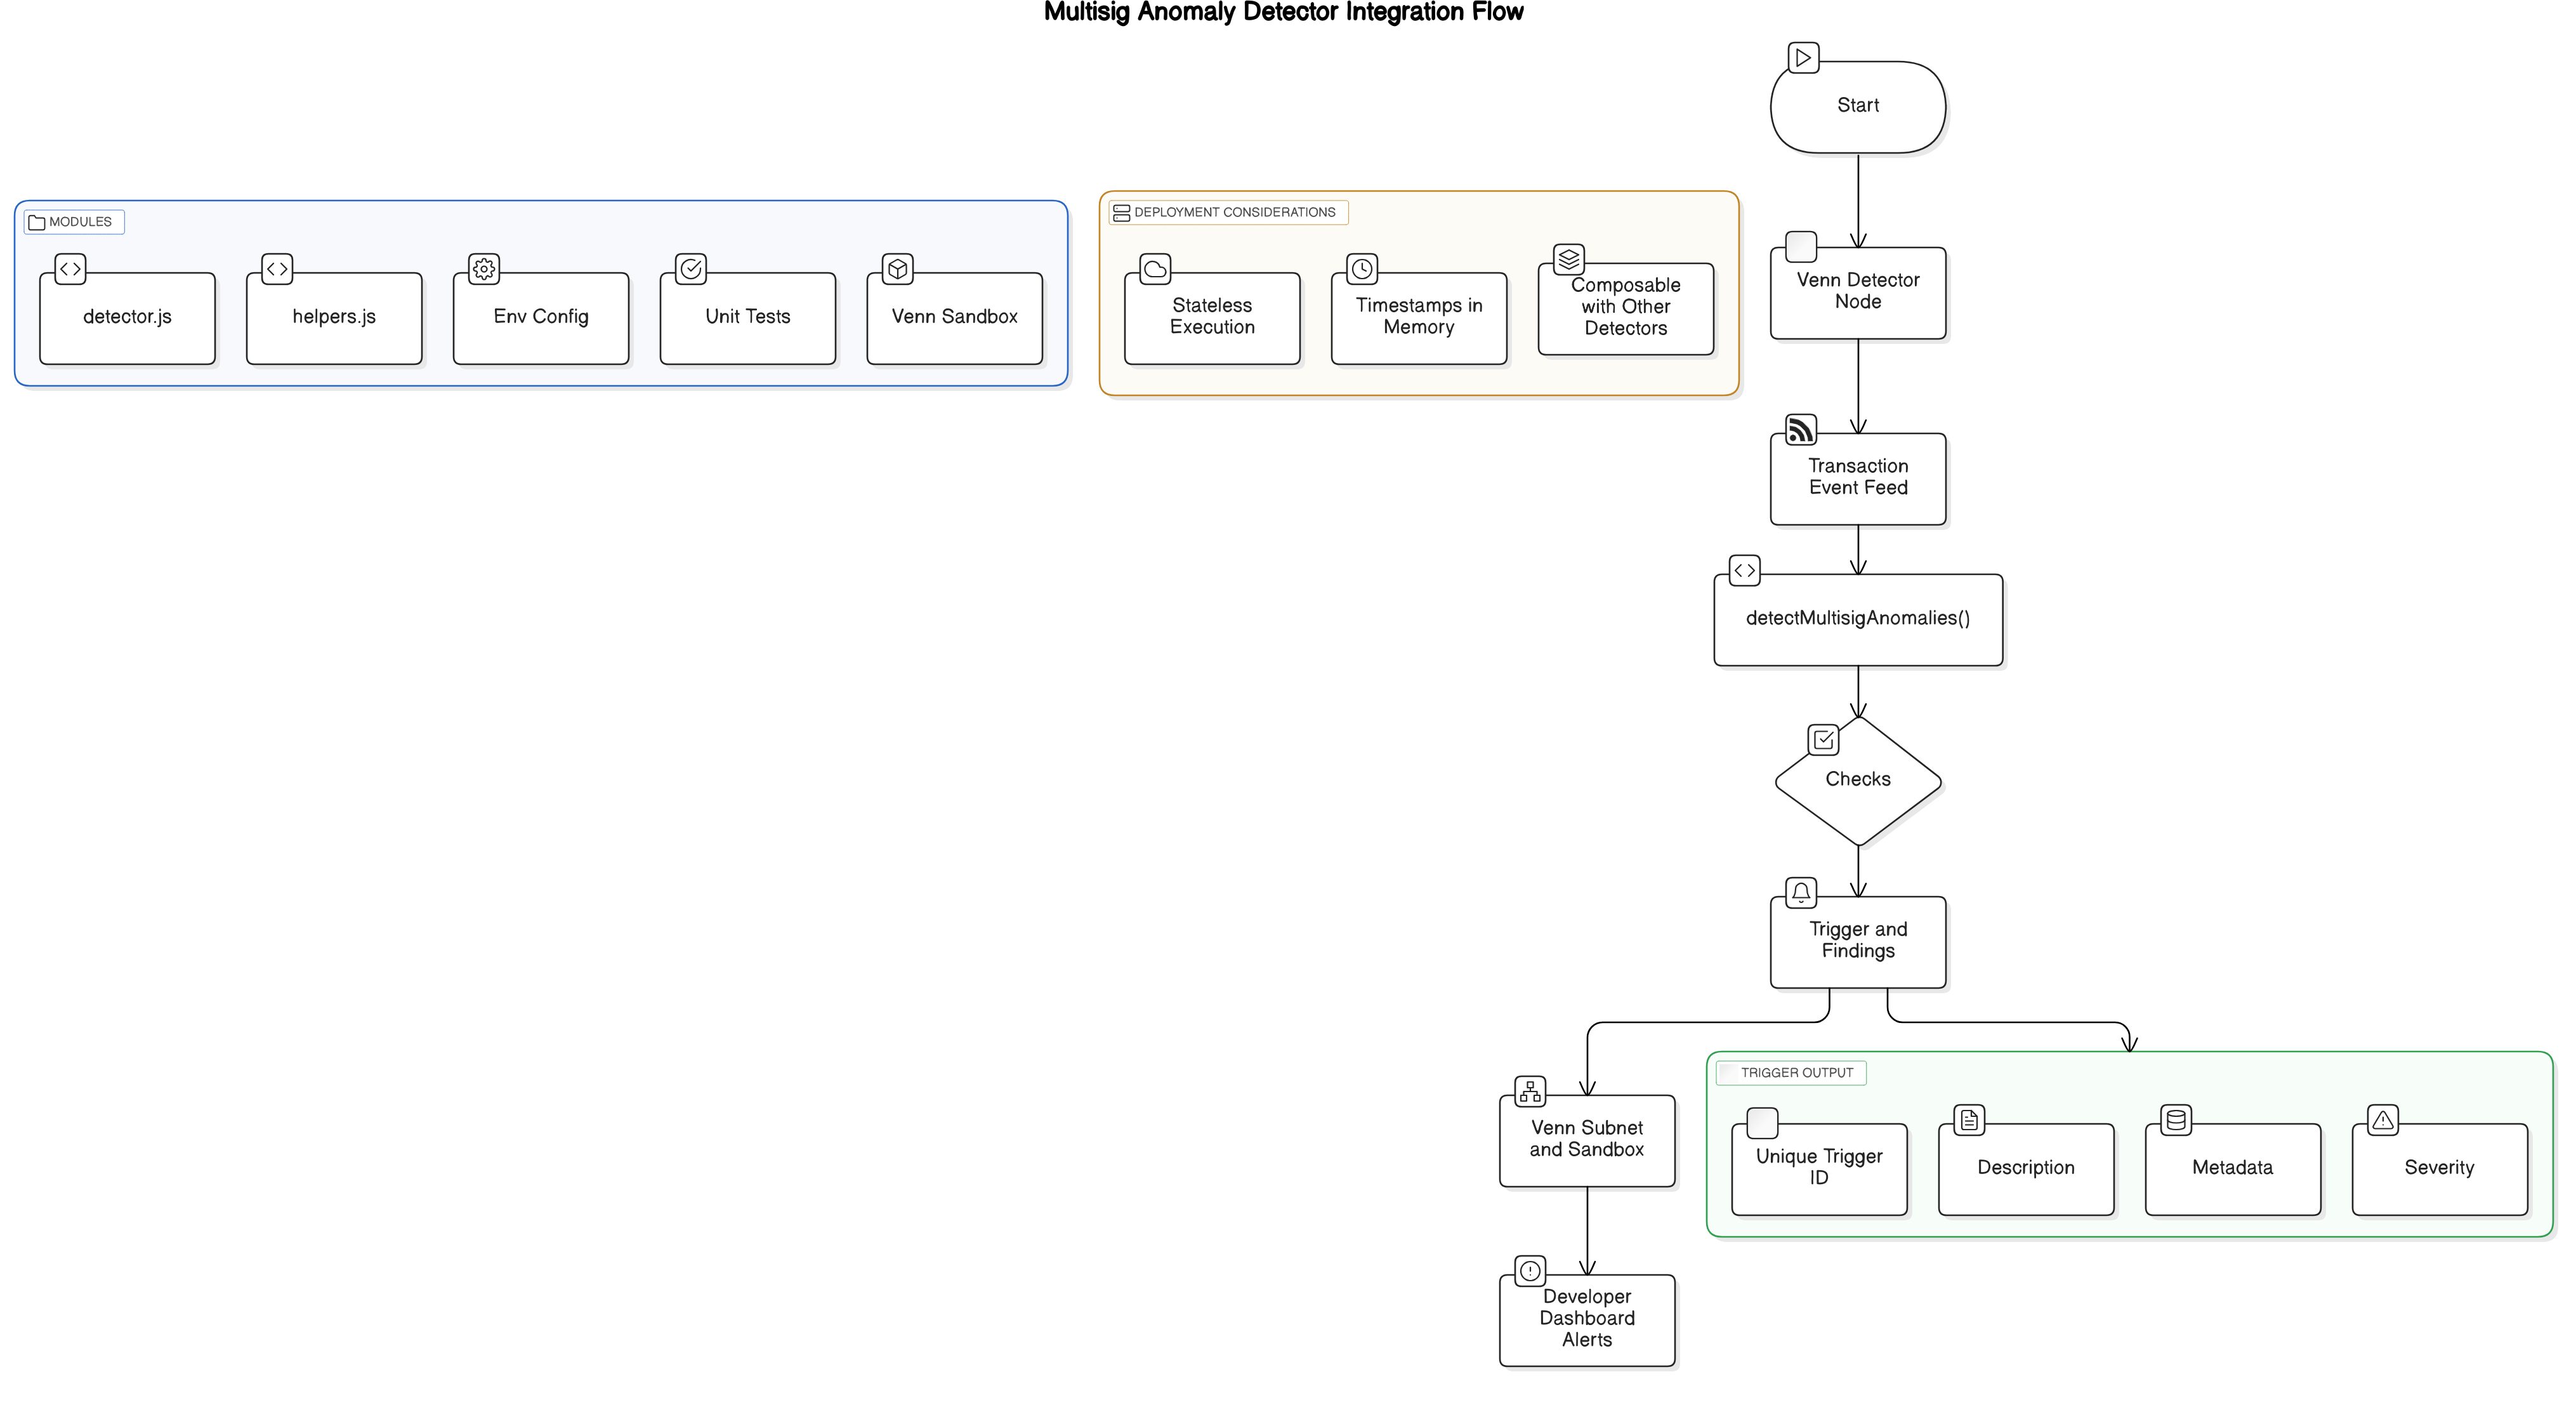 Multisig Anomaly Detector Integration Flow
Start
MODULES
detector.js
helpers.js
Env Config
Unit Tests
Venn Sandbox
DEPLOYMENT CONSIDERATIONS
Stateless
Execution
Timestamps in
Memory
Composable
with Other
Detectors
Venn Detector
Node
Transaction
Event Feed
detectMultisigAnomalies()
Checks
Trigger and
Findings
Venn Subnet
and Sandbox
TRIGGER OUTPUT
Unique Trigger
ID
Description
Metadata
Severity
Developer
Dashboard
Alerts